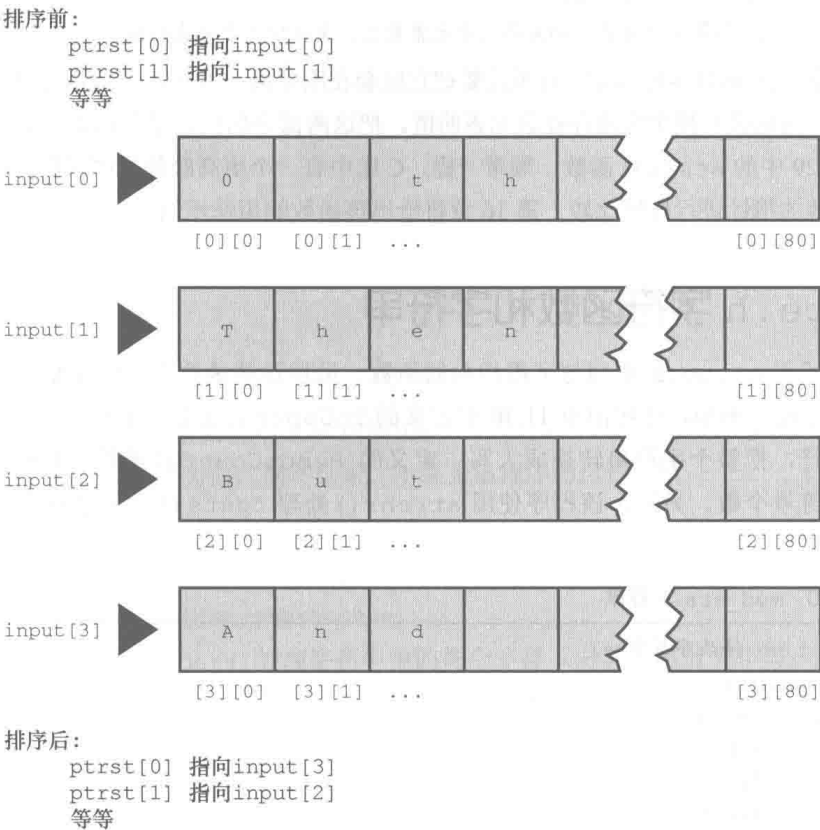 排序前:
ptrst[0] 指向input[0]
ptrst[1] 指向input[1]
等等
input[0] O t h
[0][0] [0][1] ... [0][80]
input[1] T h e n
[1][0] [1][1] ... [1][80]
input[2] B u t
[2][0] [2][1] ... [2][80]
input[3] A n d
[3][0] [3][1] ... [3][80]
排序后:
ptrst[0] 指向input[3]
ptrst[1] 指向input[2]
等等